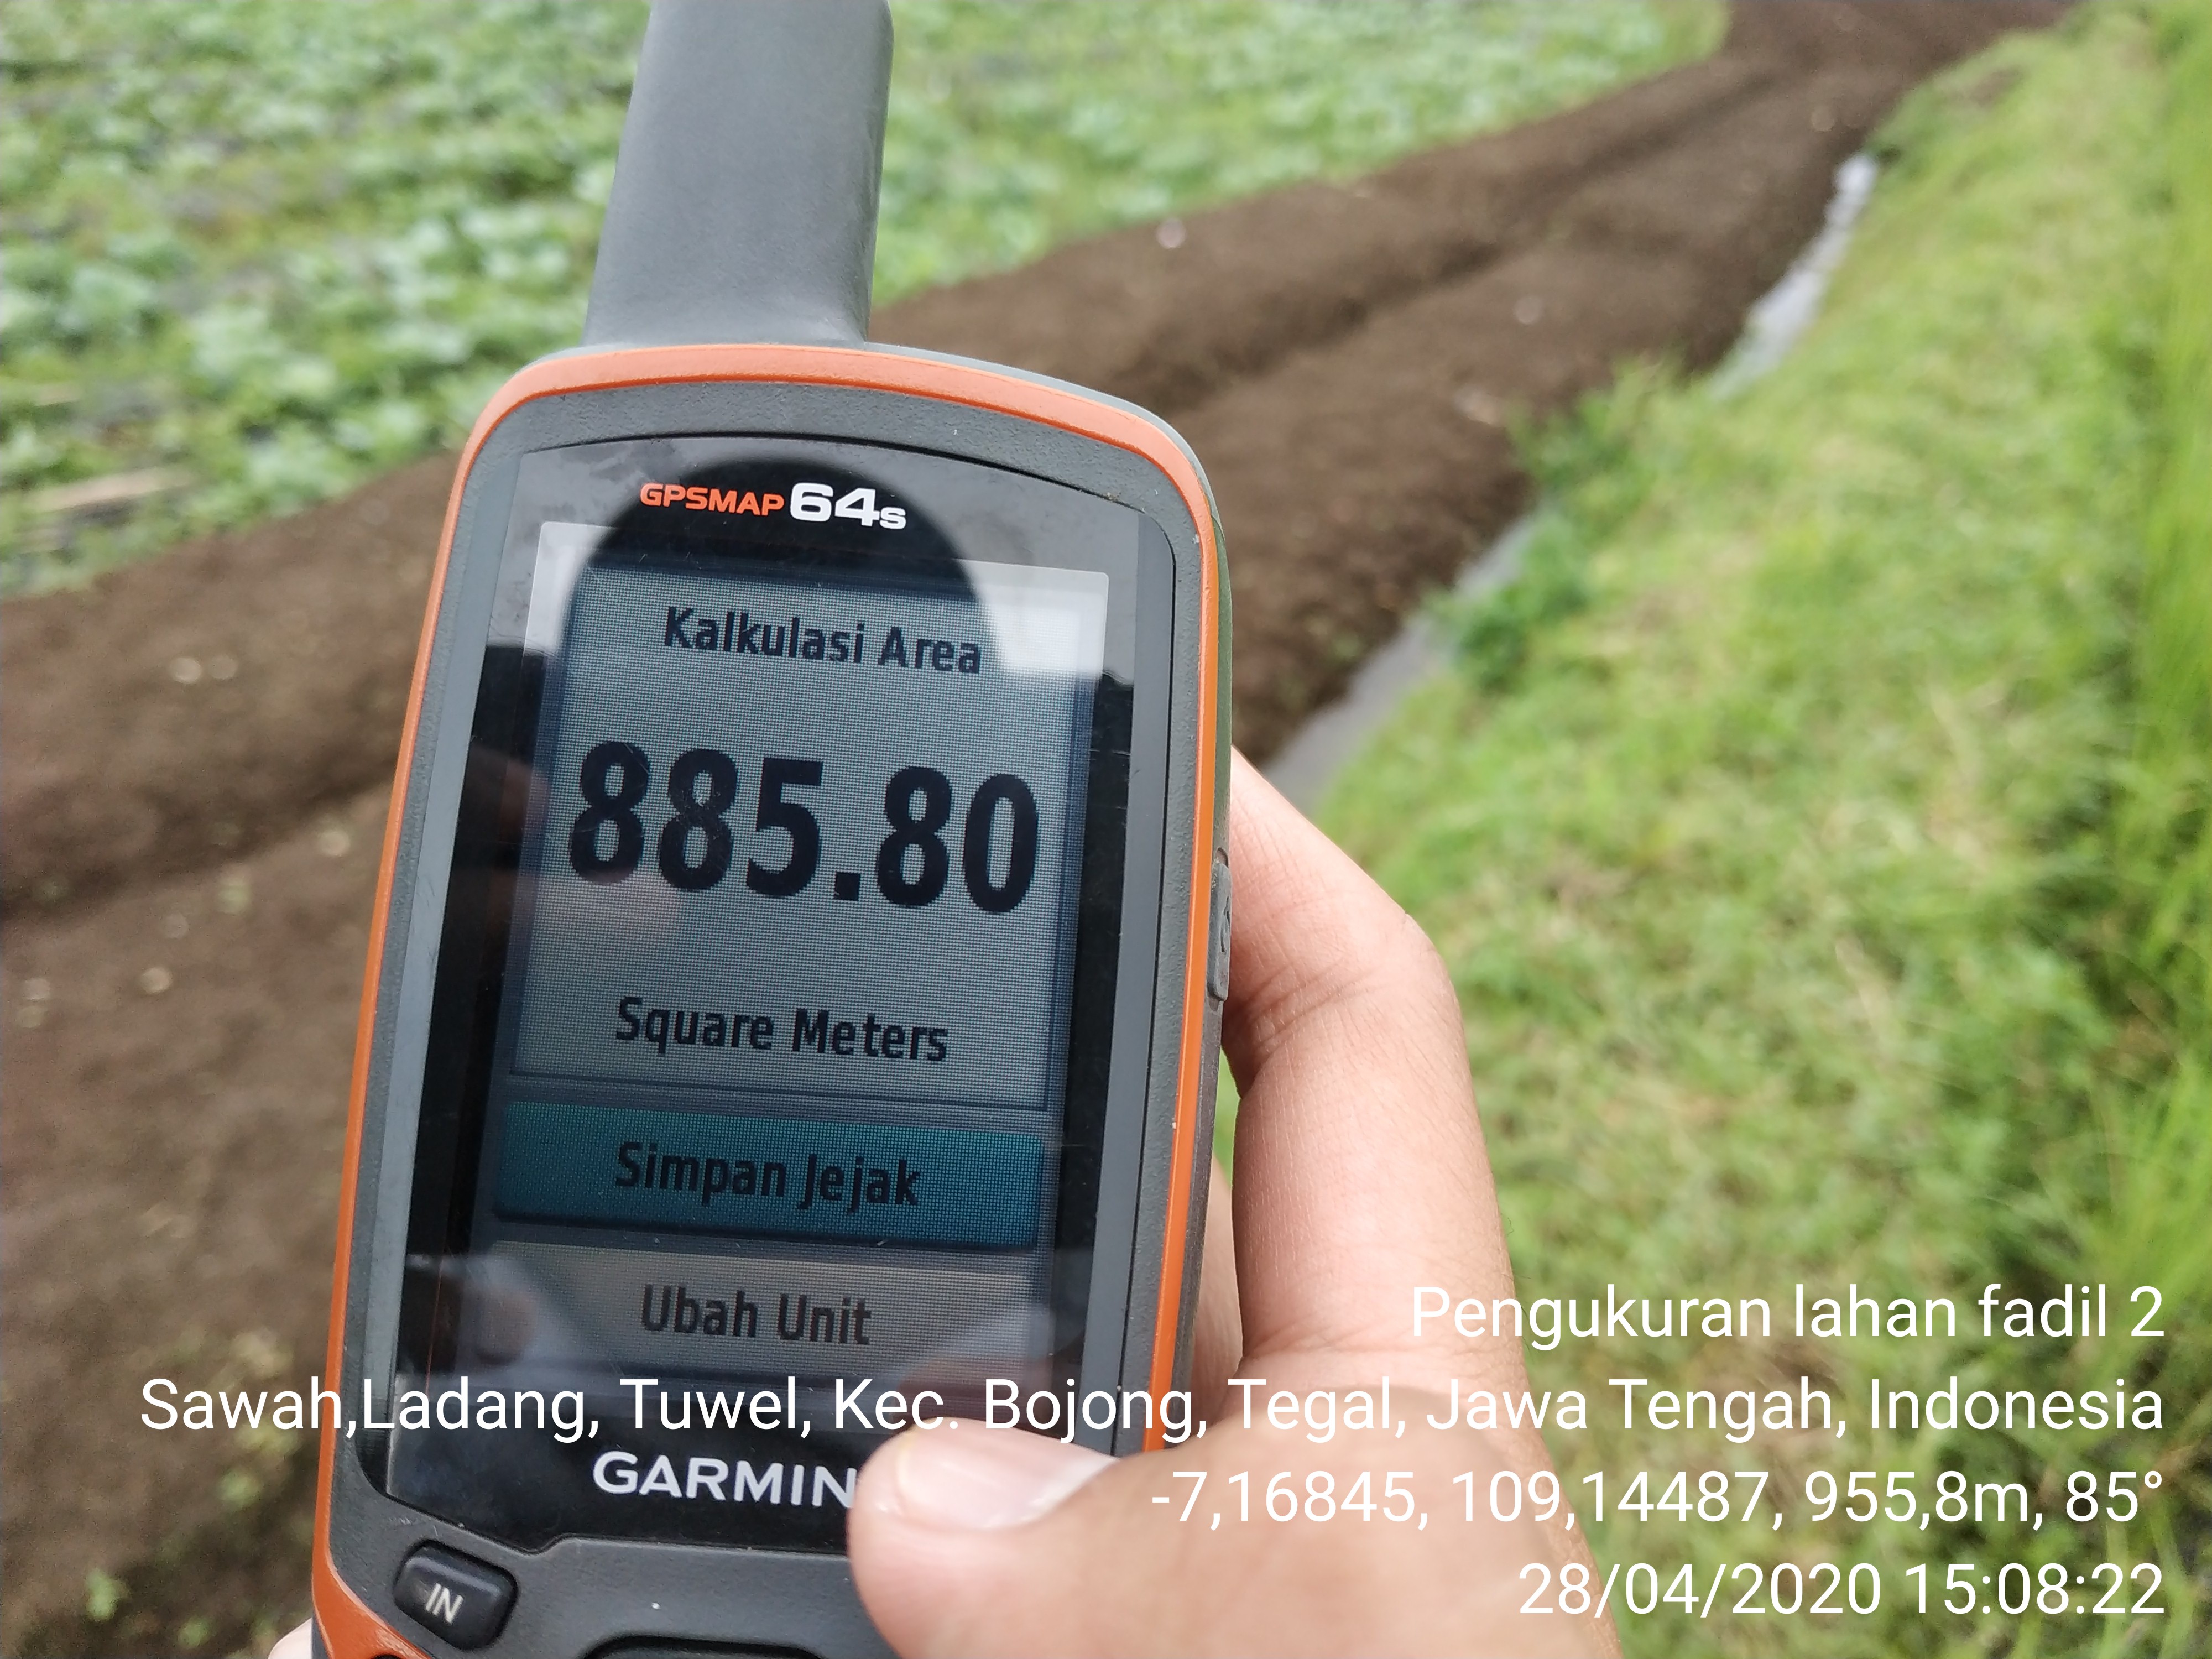 GPSMAP 64s
Kalkulasi Area
885.80
Square Meters
Simpan Jejak
Ubah Unit
GARMIN
IN
Pengukuran lahan fadil 2
Sawah,Ladang, Tuwel, Kec. Bojong, Tegal, Jawa Tengah, Indonesia
-7,16845, 109,14487, 955,8m, 85°
28/04/2020 15:08:22